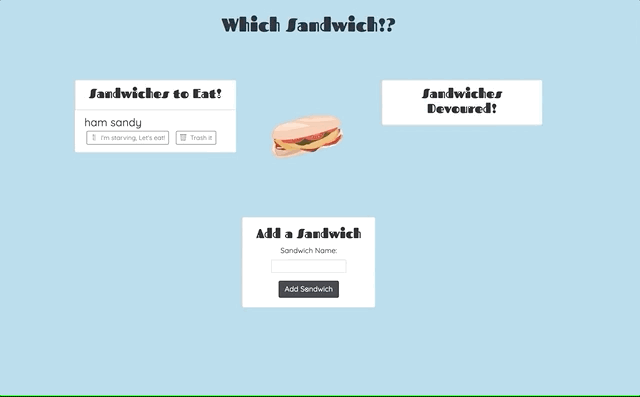 Which Sandwich!?
Sandwiches to Eat!
ham sandy
I'm starving, Let's eat!
Trash it
Sandwiches
Devoured!
Add a Sandwich
Sandwich Name:
Add Sandwich